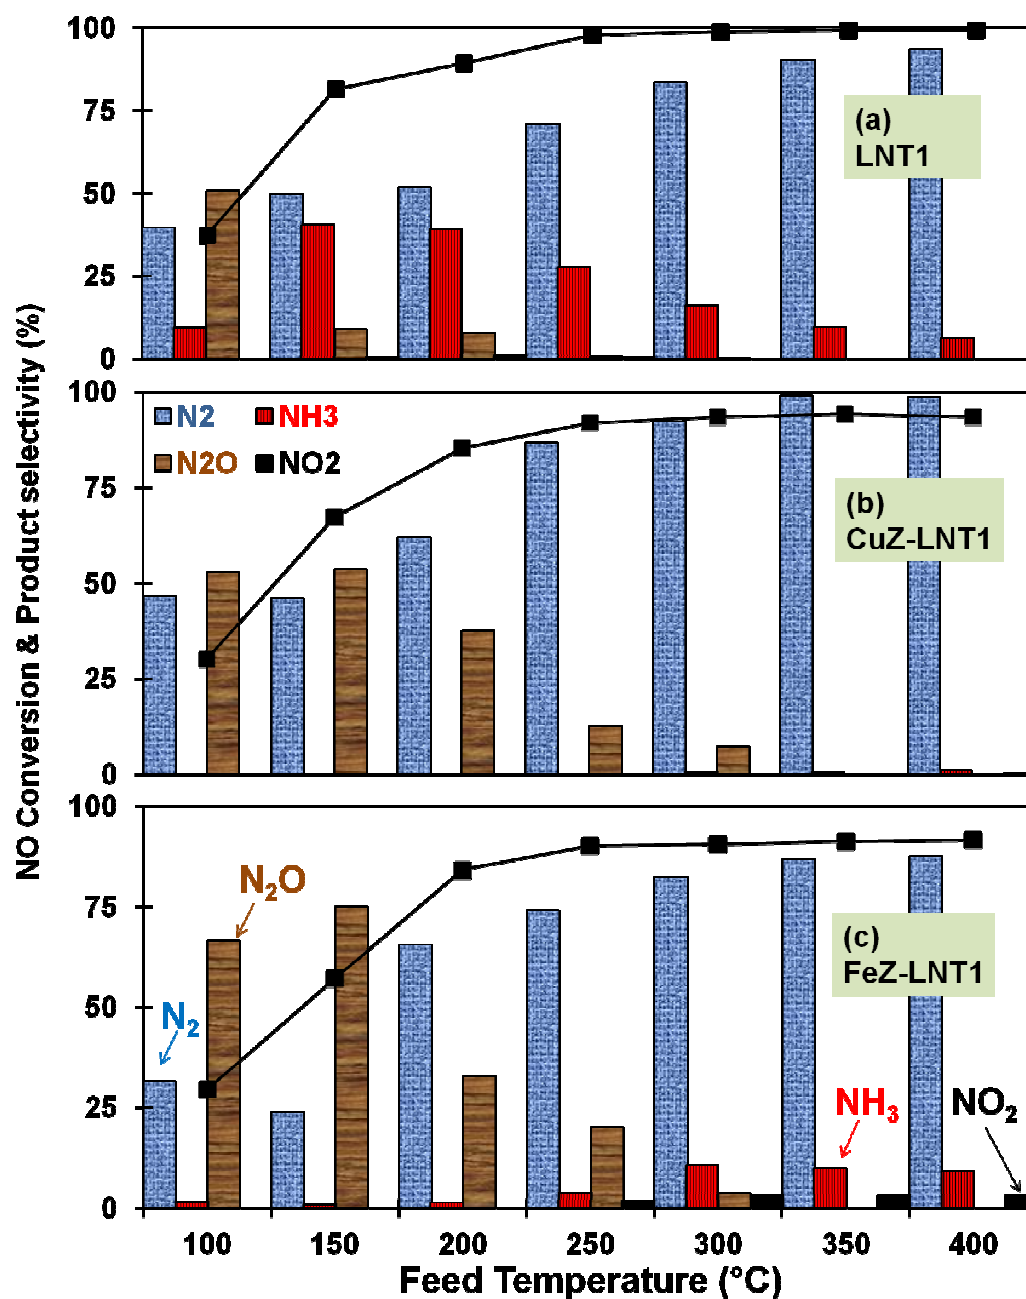 NO Conversion & Product selectivity (%)
100
75
50
25
0
(a)
LNT1
100
75
50
25
0
N2
NH3
N2O
NO2
(b)
CuZ-LNT1
100
75
50
25
0
N₂O
N₂
(c)
FeZ-LNT1
NH₃
NO₂
100 150 200 250 300 350 400
Feed Temperature (°C)